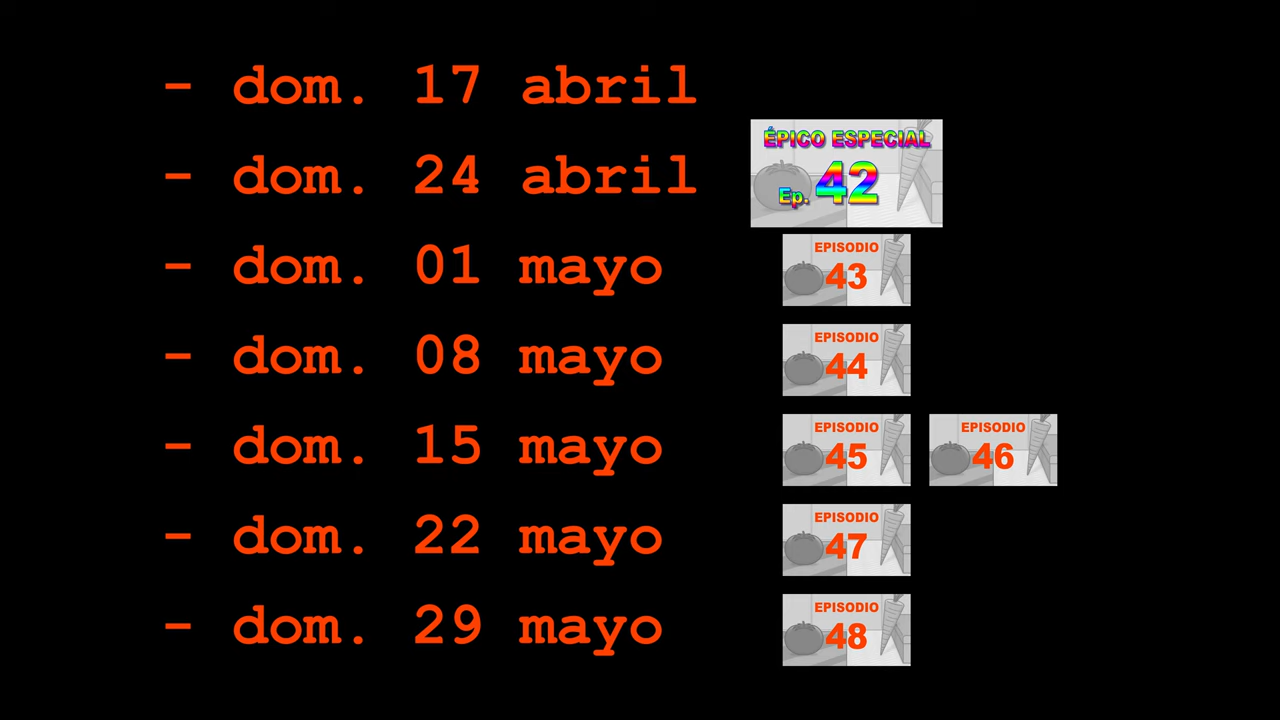 - dom. 17 abril
- dom. 24 abril
ÉPICO ESPECIAL
Ep. 42
- dom. 01 mayo
EPISODIO
43
- dom. 08 mayo
EPISODIO
44
- dom. 15 mayo
EPISODIO
45
EPISODIO
46
- dom. 22 mayo
EPISODIO
47
- dom. 29 mayo
EPISODIO
48